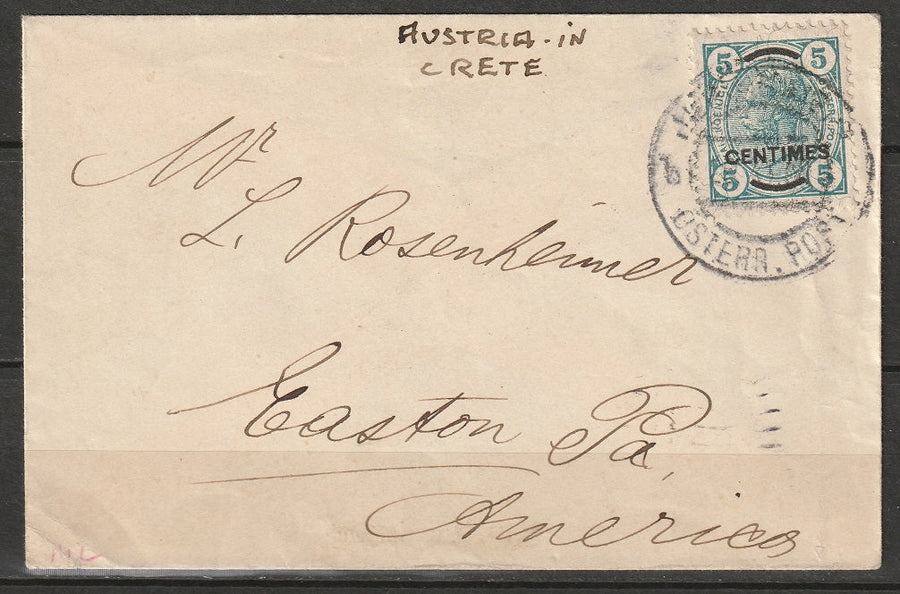 AUSTRIA-IN
CRETE
5 5
CENTIMES
5 5
ÖSTERR. POST
Mr
L. Rosenheimer
Easton Pa,
America